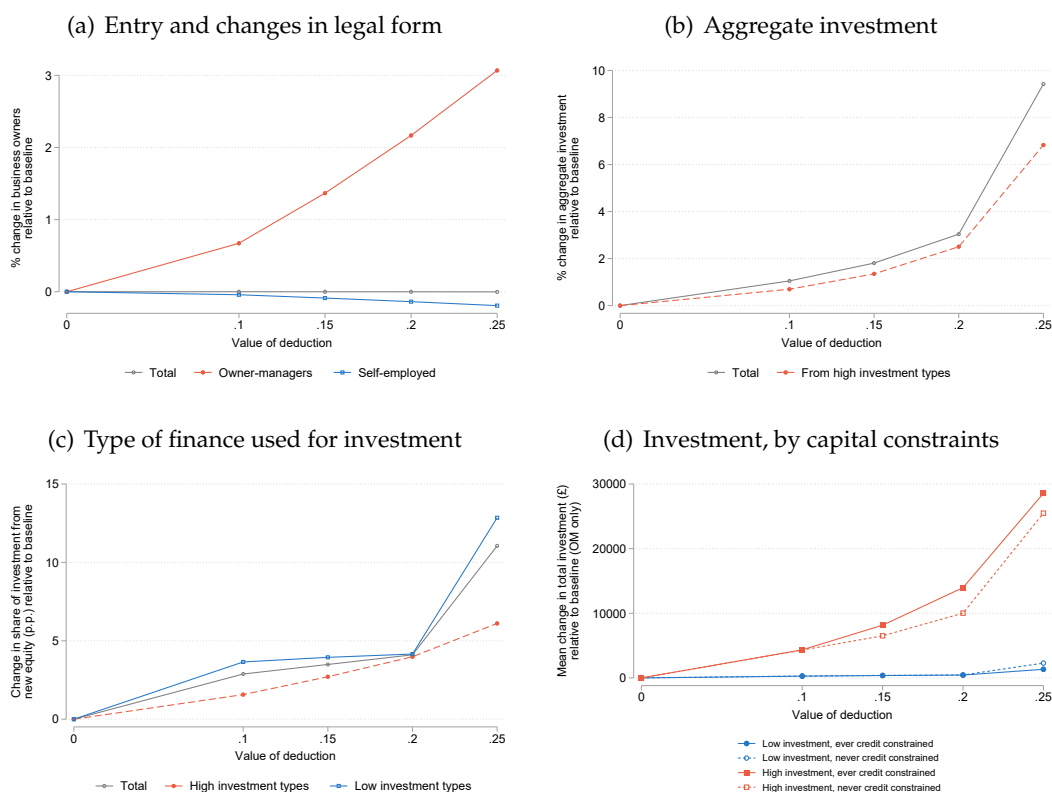 (a) Entry and changes in legal form
% change in business owners
relative to baseline
3
2
1
0
0
.1
.15
.2
.25
Value of deduction
Total
Owner-managers
Self-employed
(b) Aggregate investment
% change in aggregate investment
relative to baseline
10
8
6
4
2
0
0
.1
.15
.2
.25
Value of deduction
Total
From high investment types
(c) Type of finance used for investment
Change in share of investment from
new equity (p.p.) relative to baseline
15
10
5
0
0
.1
.15
.2
.25
Value of deduction
Total
High investment types
Low investment types
(d) Investment, by capital constraints
Mean change in total investment (£)
relative to baseline (OM only)
30000
20000
10000
0
0
.1
.15
.2
.25
Value of deduction
Low investment, ever credit constrained
Low investment, never credit constrained
High investment, ever credit constrained
High investment, never credit constrained